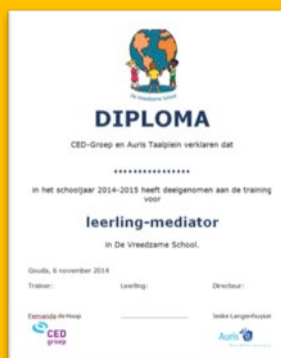 De Vreedzame School
DIPLOMA
CED-Groep en Auris Taalplein verklaren dat
................
in het schooljaar 2014-2015 heeft deelgenomen aan de training
voor
leerling-mediator
in De Vreedzame School.
Gouda, 6 november 2014
Trainer: Leerling: Directeur:
Fernanda de Hoop ...................... Jeske Langenhuysen
CED
groep
Auris